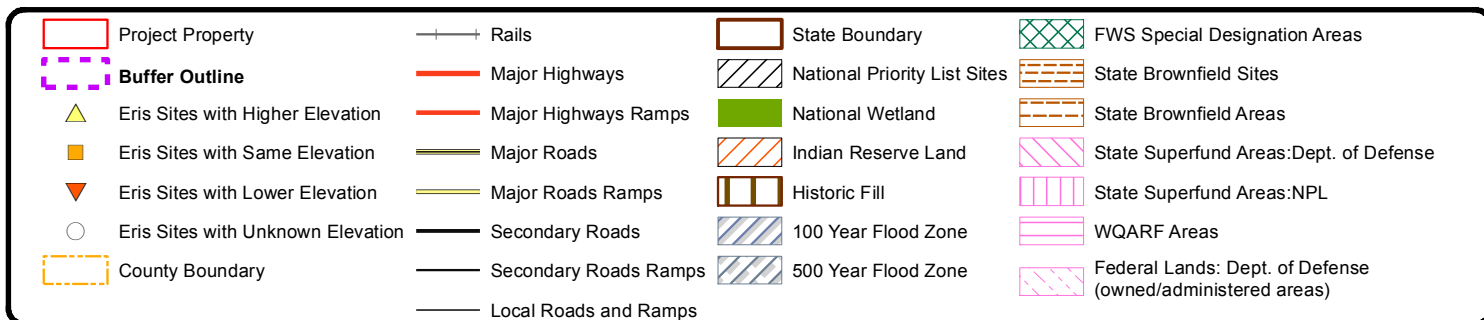 Project Property
Buffer Outline
Eris Sites with Higher Elevation
Eris Sites with Same Elevation
Eris Sites with Lower Elevation
Eris Sites with Unknown Elevation
County Boundary
Rails
Major Highways
Major Highways Ramps
Major Roads
Major Roads Ramps
Secondary Roads
Secondary Roads Ramps
Local Roads and Ramps
State Boundary
National Priority List Sites
National Wetland
Indian Reserve Land
Historic Fill
100 Year Flood Zone
500 Year Flood Zone
FWS Special Designation Areas
State Brownfield Sites
State Brownfield Areas
State Superfund Areas:Dept. of Defense
State Superfund Areas:NPL
WQARF Areas
Federal Lands: Dept. of Defense
(owned/administered areas)